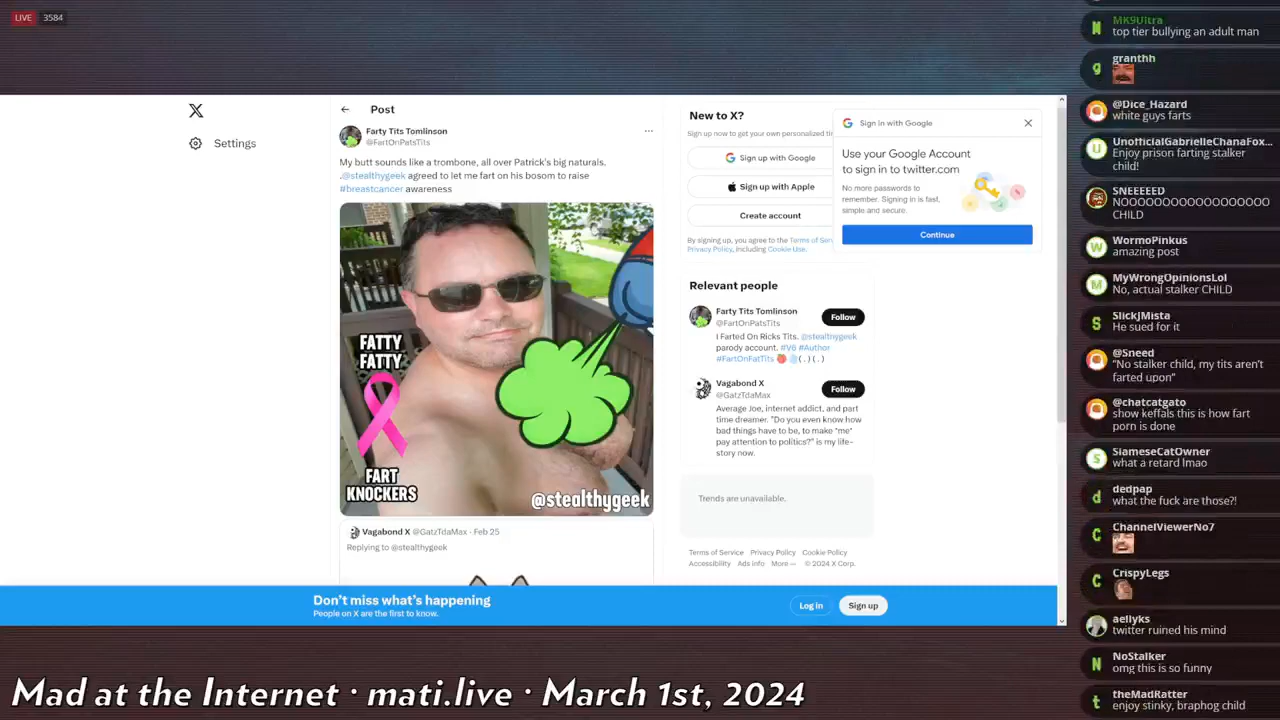 LIVE 3584
Settings
Post
Farty Tits Tomlinson
@FartOnPatsTits
My butt sounds like a trombone, all over Patrick's big naturals.
.@stealthygeek agreed to let me fart on his bosom to raise
#breastcancer awareness
FATTY
FATTY
FART
KNOCKERS
@stealthygeek
Vagabond X @GatzTdaMax · Feb 25
Replying to @stealthygeek
New to X?
Sign up now to get your own personalized
Sign up with Google
Sign up with Apple
Create account
By signing up, you agree to the Terms of
Privacy Policy, including Cookie Use.
Sign in with Google
Use your Google Account
to sign in to twitter.com
No more passwords to
remember. Signing in is fast,
simple and secure.
Continue
Relevant people
Farty Tits Tomlinson
@FartOnPatsTits
Follow
I Farted On Ricks Tits. @stealthygeek
parody account. #V6 #Author
#FartOnFatTits (.)(.)
Vagabond X
@GatzTdaMax
Follow
Average Joe, internet addict, and part
time dreamer. "Do you even know how
bad things have to be, to make *me*
pay attention to politics?" is my life-
story now.
Trends are unavailable.
Terms of Service Privacy Policy Cookie Policy
Accessibility Ads info More ··· © 2024 X Corp.
Don't miss what's happening
People on X are the first to know.
Log in
Sign up
MK9Ultra
top tier bullying an adult man
granthh
@Dice_Hazard
white guys farts
UnofficialGabrielleChanaFox...
Enjoy prison farting stalker
child!
NEEEEED
NOOOOOOOOOOOOOOOOO
CHILD
Wormpoptarts
amazing post
MyWrongOpinionsLol
No, actual stalker CHILD
SlickJMista
He sued for it
@Sneed
"No stalker child, my tits aren't
farted upon"
@chatcatgato
show keffals this is how fart
porn is done
SiameseCatOwner
what a retard lmao
dedpap
what the fuck are those?!
ChannelViewerNo7
CrispyLegs
aellyks
twitter ruined his mind
NoStalker
omg this is so funny
theMadRatter
enjoy stinky, braphog child
Mad at the Internet · mati.live · March 1st, 2024